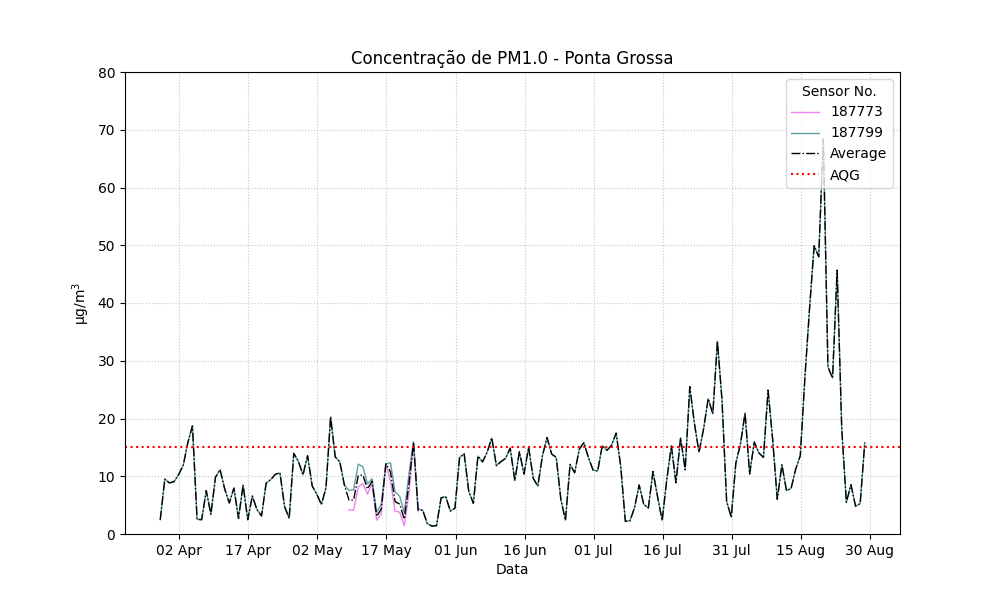 Concentração de PM1.0 - Ponta Grossa
Sensor No.
187773
187799
Average
AQG
80
70
60
50
40
30
20
10
0
µg/m³
02 Apr 17 Apr 02 May 17 May 01 Jun 16 Jun 01 Jul 16 Jul 31 Jul 15 Aug 30 Aug
Data